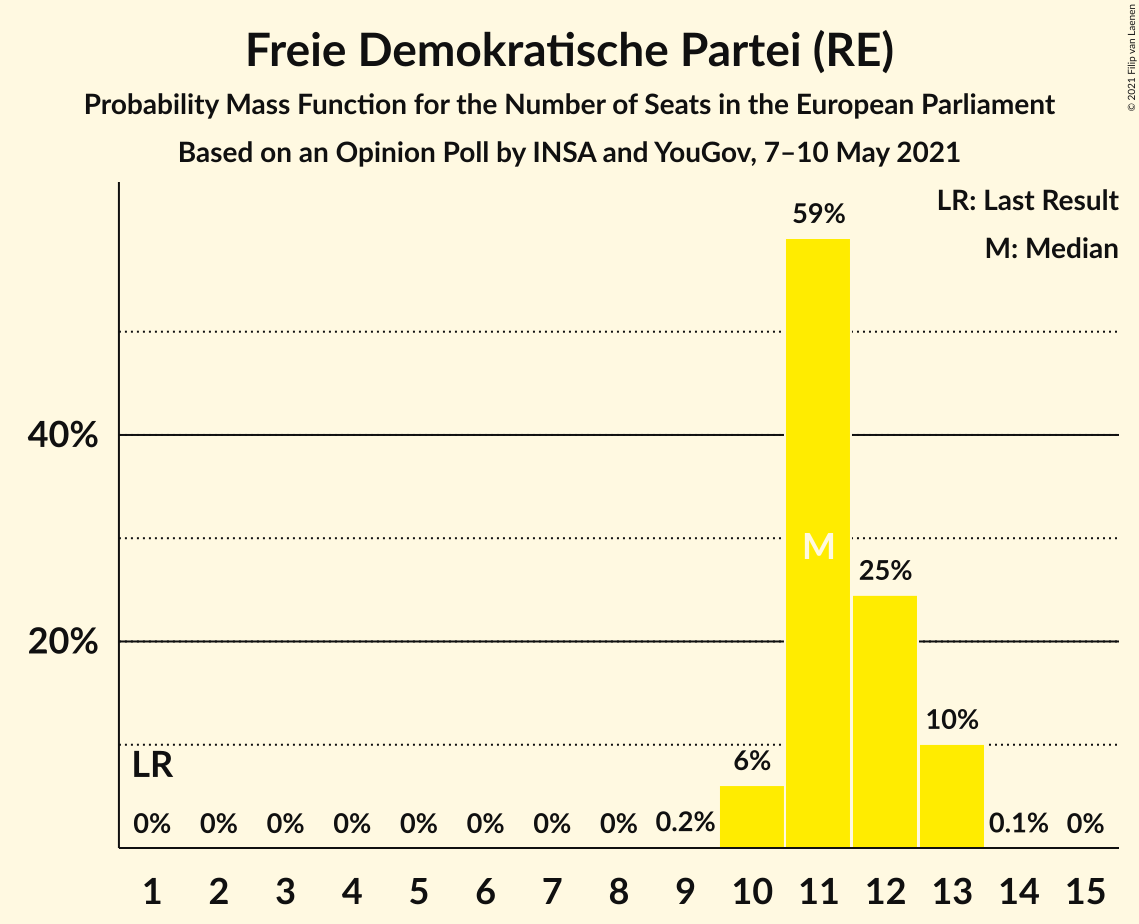 Freie Demokratische Partei (RE)
Probability Mass Function for the Number of Seats in the European Parliament
Based on an Opinion Poll by INSA and YouGov, 7–10 May 2021
© 2021 Filip van Laenen
LR: Last Result
M: Median
59%
40%
M
25%
20%
10%
LR
6%
0% 0% 0% 0% 0% 0% 0% 0% 0.2% 0.1% 0%
1 2 3 4 5 6 7 8 9 10 11 12 13 14 15